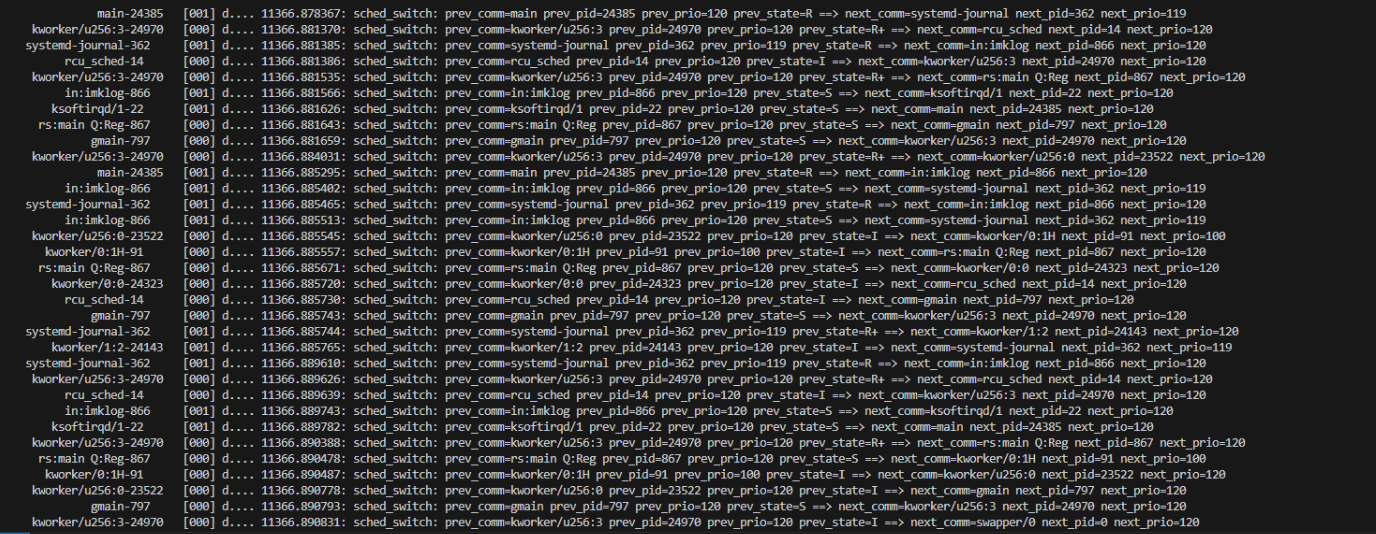 main-24385 [001] d.... 11366.878367: sched_switch: prev_comm=main prev_pid=24385 prev_prio=120 prev_state=R ==> next_comm=systemd-journal next_pid=362 next_prio=119
kworker/u256:3-24970 [000] d.... 11366.881370: sched_switch: prev_comm=kworker/u256:3 prev_pid=24970 prev_prio=120 prev_state=R+ ==> next_comm=rcu_sched next_pid=14 next_prio=120
systemd-journal-362 [001] d.... 11366.881385: sched_switch: prev_comm=systemd-journal prev_pid=362 prev_prio=119 prev_state=R ==> next_comm=in:imklog next_pid=866 next_prio=120
rcu_sched-14 [000] d.... 11366.881386: sched_switch: prev_comm=rcu_sched prev_pid=14 prev_prio=120 prev_state=I ==> next_comm=kworker/u256:3 next_pid=24970 next_prio=120
kworker/u256:3-24970 [000] d.... 11366.881535: sched_switch: prev_comm=kworker/u256:3 prev_pid=24970 prev_prio=120 prev_state=R+ ==> next_comm=rs:main Q:Reg next_pid=867 next_prio=120
in:imklog-866 [001] d.... 11366.881566: sched_switch: prev_comm=in:imklog prev_pid=866 prev_prio=120 prev_state=S ==> next_comm=ksoftirqd/1 next_pid=22 next_prio=120
ksoftirqd/1-22 [001] d.... 11366.881626: sched_switch: prev_comm=ksoftirqd/1 prev_pid=22 prev_prio=120 prev_state=S ==> next_comm=main next_pid=24385 next_prio=120
rs:main Q:Reg-867 [000] d.... 11366.881643: sched_switch: prev_comm=rs:main Q:Reg prev_pid=867 prev_prio=120 prev_state=S ==> next_comm=gmain next_pid=797 next_prio=120
gmain-797 [000] d.... 11366.881659: sched_switch: prev_comm=gmain prev_pid=797 prev_prio=120 prev_state=S ==> next_comm=kworker/u256:3 next_pid=24970 next_prio=120
kworker/u256:3-24970 [000] d.... 11366.884031: sched_switch: prev_comm=kworker/u256:3 prev_pid=24970 prev_prio=120 prev_state=R+ ==> next_comm=kworker/u256:0 next_pid=23522 next_prio=120
main-24385 [001] d.... 11366.885295: sched_switch: prev_comm=main prev_pid=24385 prev_prio=120 prev_state=R ==> next_comm=in:imklog next_pid=866 next_prio=120
in:imklog-866 [001] d.... 11366.885402: sched_switch: prev_comm=in:imklog prev_pid=866 prev_prio=120 prev_state=S ==> next_comm=systemd-journal next_pid=362 next_prio=119
systemd-journal-362 [001] d.... 11366.885465: sched_switch: prev_comm=systemd-journal prev_pid=362 prev_prio=119 prev_state=R ==> next_comm=in:imklog next_pid=866 next_prio=120
in:imklog-866 [001] d.... 11366.885513: sched_switch: prev_comm=in:imklog prev_pid=866 prev_prio=120 prev_state=S ==> next_comm=systemd-journal next_pid=362 next_prio=119
kworker/u256:0-23522 [000] d.... 11366.885545: sched_switch: prev_comm=kworker/u256:0 prev_pid=23522 prev_prio=120 prev_state=I ==> next_comm=kworker/0:1H next_pid=91 next_prio=100
kworker/0:1H-91 [000] d.... 11366.885557: sched_switch: prev_comm=kworker/0:1H prev_pid=91 prev_prio=100 prev_state=I ==> next_comm=rs:main Q:Reg next_pid=867 next_prio=120
rs:main Q:Reg-867 [000] d.... 11366.885671: sched_switch: prev_comm=rs:main Q:Reg prev_pid=867 prev_prio=120 prev_state=S ==> next_comm=kworker/0:0 next_pid=24323 next_prio=120
kworker/0:0-24323 [000] d.... 11366.885720: sched_switch: prev_comm=kworker/0:0 prev_pid=24323 prev_prio=120 prev_state=I ==> next_comm=rcu_sched next_pid=14 next_prio=120
rcu_sched-14 [000] d.... 11366.885730: sched_switch: prev_comm=rcu_sched prev_pid=14 prev_prio=120 prev_state=I ==> next_comm=gmain next_pid=797 next_prio=120
gmain-797 [000] d.... 11366.885743: sched_switch: prev_comm=gmain prev_pid=797 prev_prio=120 prev_state=S ==> next_comm=kworker/u256:3 next_pid=24970 next_prio=120
systemd-journal-362 [001] d.... 11366.885744: sched_switch: prev_comm=systemd-journal prev_pid=362 prev_prio=119 prev_state=R+ ==> next_comm=kworker/1:2 next_pid=24143 next_prio=120
kworker/1:2-24143 [001] d.... 11366.885765: sched_switch: prev_comm=kworker/1:2 prev_pid=24143 prev_prio=120 prev_state=I ==> next_comm=systemd-journal next_pid=362 next_prio=119
systemd-journal-362 [001] d.... 11366.889610: sched_switch: prev_comm=systemd-journal prev_pid=362 prev_prio=119 prev_state=R ==> next_comm=in:imklog next_pid=866 next_prio=120
kworker/u256:3-24970 [000] d.... 11366.889626: sched_switch: prev_comm=kworker/u256:3 prev_pid=24970 prev_prio=120 prev_state=R+ ==> next_comm=rcu_sched next_pid=14 next_prio=120
rcu_sched-14 [000] d.... 11366.889639: sched_switch: prev_comm=rcu_sched prev_pid=14 prev_prio=120 prev_state=I ==> next_comm=kworker/u256:3 next_pid=24970 next_prio=120
in:imklog-866 [001] d.... 11366.889743: sched_switch: prev_comm=in:imklog prev_pid=866 prev_prio=120 prev_state=S ==> next_comm=ksoftirqd/1 next_pid=22 next_prio=120
ksoftirqd/1-22 [001] d.... 11366.889782: sched_switch: prev_comm=ksoftirqd/1 prev_pid=22 prev_prio=120 prev_state=S ==> next_comm=main next_pid=24385 next_prio=120
kworker/u256:3-24970 [000] d.... 11366.890388: sched_switch: prev_comm=kworker/u256:3 prev_pid=24970 prev_prio=120 prev_state=R+ ==> next_comm=rs:main Q:Reg next_pid=867 next_prio=120
rs:main Q:Reg-867 [000] d.... 11366.890478: sched_switch: prev_comm=rs:main Q:Reg prev_pid=867 prev_prio=120 prev_state=S ==> next_comm=kworker/0:1H next_pid=91 next_prio=100
kworker/0:1H-91 [000] d.... 11366.890487: sched_switch: prev_comm=kworker/0:1H prev_pid=91 prev_prio=100 prev_state=I ==> next_comm=kworker/u256:0 next_pid=23522 next_prio=120
kworker/u256:0-23522 [000] d.... 11366.890778: sched_switch: prev_comm=kworker/u256:0 prev_pid=23522 prev_prio=120 prev_state=I ==> next_comm=gmain next_pid=797 next_prio=120
gmain-797 [000] d.... 11366.890793: sched_switch: prev_comm=gmain prev_pid=797 prev_prio=120 prev_state=S ==> next_comm=kworker/u256:3 next_pid=24970 next_prio=120
kworker/u256:3-24970 [000] d.... 11366.890831: sched_switch: prev_comm=kworker/u256:3 prev_pid=24970 prev_prio=120 prev_state=I ==> next_comm=swapper/0 next_pid=0 next_prio=120